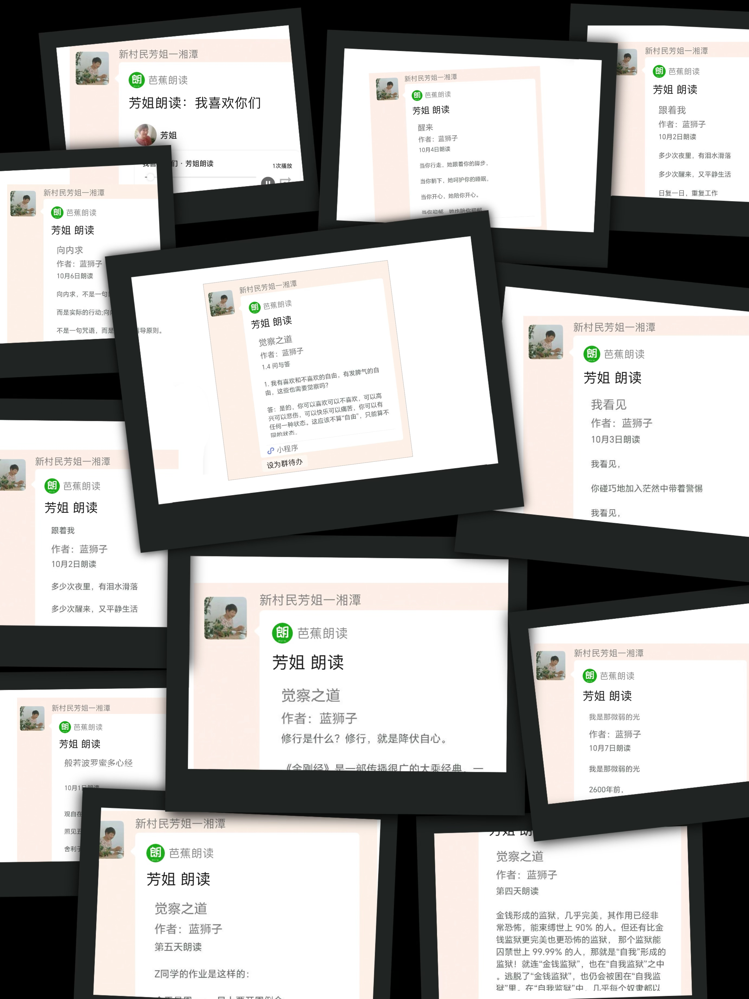 新村民芳姐一湘潭
朗 芭蕉朗读
芳姐朗读：我喜欢你们
芳姐
们 · 芳姐朗读
1次播放
新村民芳姐一湘潭
朗 芭蕉朗读
芳姐 朗读
醒来
作者：蓝狮子
10月4日朗读
当你行走，她跟着你的脚步，
当你躺下，她呵护你的睡眠，
当你开心，她陪你开心。
当你抑郁，她也陪你抑郁
新村民芳姐一湘潭
朗 芭蕉朗读
芳姐 朗读
跟着我
作者：蓝狮子
10月2日朗读
多少次夜里，有泪水滑落
多少次醒来，又平静生活
日复一日，重复工作
新村民芳姐一湘潭
朗 芭蕉朗读
芳姐 朗读
向内求
作者：蓝狮子
10月6日朗读
向内求，不是一句
而是实际的行动;向
不是一句咒语，而是
指导原则。
新村民芳姐一湘潭
朗 芭蕉朗读
芳姐 朗读
觉察之道
作者：蓝狮子
1.4 问与答
1. 我有喜欢和不喜欢的自由，有发脾气的自
由，这些也需要觉察吗？
答：是的，你可以喜欢可以不喜欢，可以高
兴可以悲伤，可以快乐可以痛苦，你可以有
任何一种状态。这应该不算“自由”，只能算不
同的状态。
小程序
设为群待办
新村民芳姐一湘潭
朗 芭蕉朗读
芳姐 朗读
我看见
作者：蓝狮子
10月3日朗读
我看见，
你碰巧地加入茫然中带着警惕
我看见，
新村民芳姐一湘潭
朗 芭蕉朗读
芳姐 朗读
跟着我
作者：蓝狮子
10月2日朗读
多少次夜里，有泪水滑落
多少次醒来，又平静生活
新村民芳姐一湘潭
朗 芭蕉朗读
芳姐 朗读
觉察之道
作者：蓝狮子
修行是什么？修行，就是降伏自心。
《金刚经》是一部传播很广的大乘经典，一
新村民芳姐一湘潭
朗 芭蕉朗读
芳姐 朗读
我是那微弱的光
作者：蓝狮子
10月7日朗读
我是那微弱的光
2600年前，
新村民芳姐一湘潭
朗 芭蕉朗读
芳姐 朗读
般若波罗蜜多心经
10月1日朗读
观自在
照见五
舍利子
新村民芳姐一湘潭
朗 芭蕉朗读
芳姐 朗读
觉察之道
作者：蓝狮子
第五天朗读
Z同学的作业是这样的：
芳姐 朗
觉察之道
作者：蓝狮子
第四天朗读
金钱形成的监狱，几乎完美，其作用已经非
常恐怖，能束缚世上 90% 的人。但还有比金
钱监狱更完美也更恐怖的监狱， 那个监狱能
囚禁世上 99.99% 的人，那就是“自我”形成的
监狱！就连“金钱监狱”，也在“自我监狱”之中
。逃脱了“金钱监狱”，也仍会被困在“自我监
狱”里。在“自我监狱”中，几乎每个奴隶都以